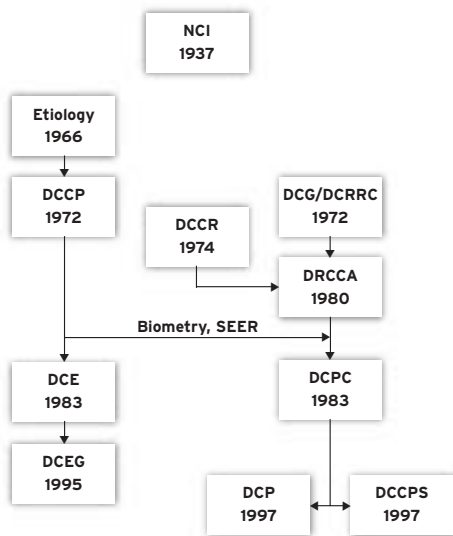 NCI
1937
Etiology
1966
DCCP
1972
DCG/DCRRC
1972
DCCR
1974
DRCCA
1980
Biometry, SEER
DCE
1983
DCPC
1983
DCEG
1995
DCP
1997
DCCPS
1997